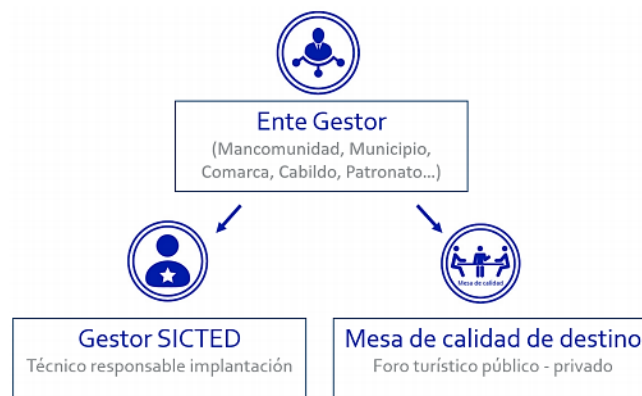 Ente Gestor
(Mancomunidad, Municipio,
Comarca, Cabildo, Patronato...)
Mesa de calidad
Gestor SICTED
Técnico responsable implantación
Mesa de calidad de destino
Foro turístico público - privado